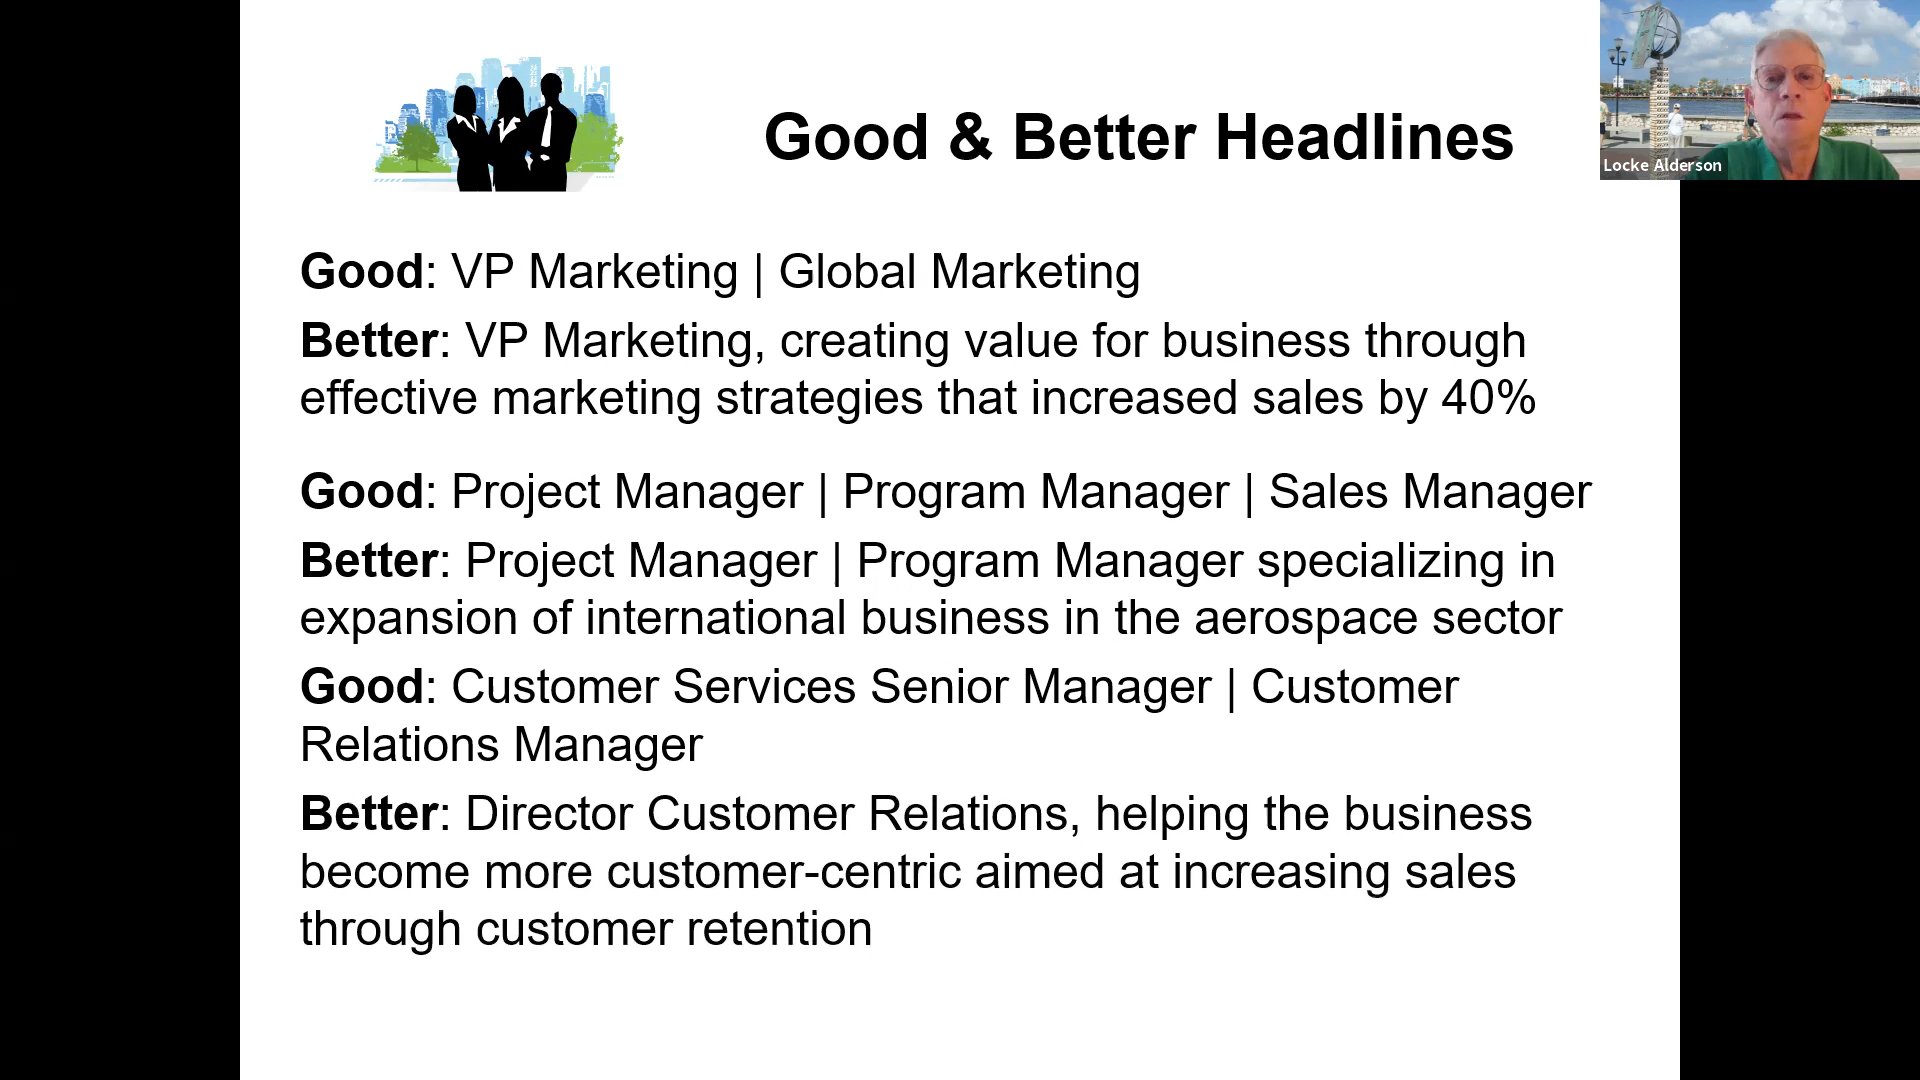 Good & Better Headlines
Locke Alderson
Good: VP Marketing | Global Marketing
Better: VP Marketing, creating value for business through
effective marketing strategies that increased sales by 40%
Good: Project Manager | Program Manager | Sales Manager
Better: Project Manager | Program Manager specializing in
expansion of international business in the aerospace sector
Good: Customer Services Senior Manager | Customer
Relations Manager
Better: Director Customer Relations, helping the business
become more customer-centric aimed at increasing sales
through customer retention